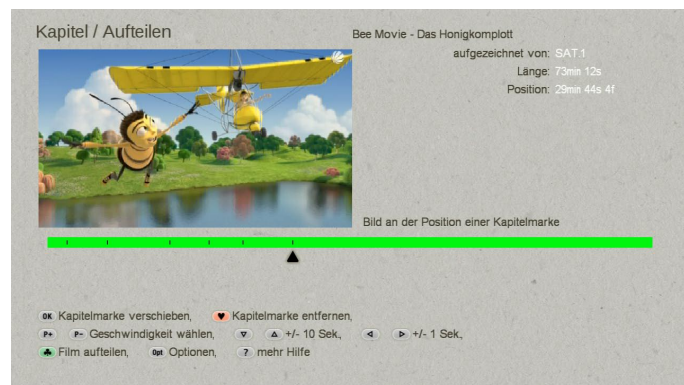 Kapitel / Aufteilen
Bee Movie - Das Honigkomplott
aufgezeichnet von: SAT.1
Länge: 73min 12s
Position: 29min 44s 4f
Bild an der Position einer Kapitelmarke
OK Kapitelmarke verschieben, ♥ Kapitelmarke entfernen,
P+ P- Geschwindigkeit wählen, ▽ △ +/- 10 Sek., ◁ ▷ +/- 1 Sek.,
♣ Film aufteilen, Opt Optionen, ? mehr Hilfe